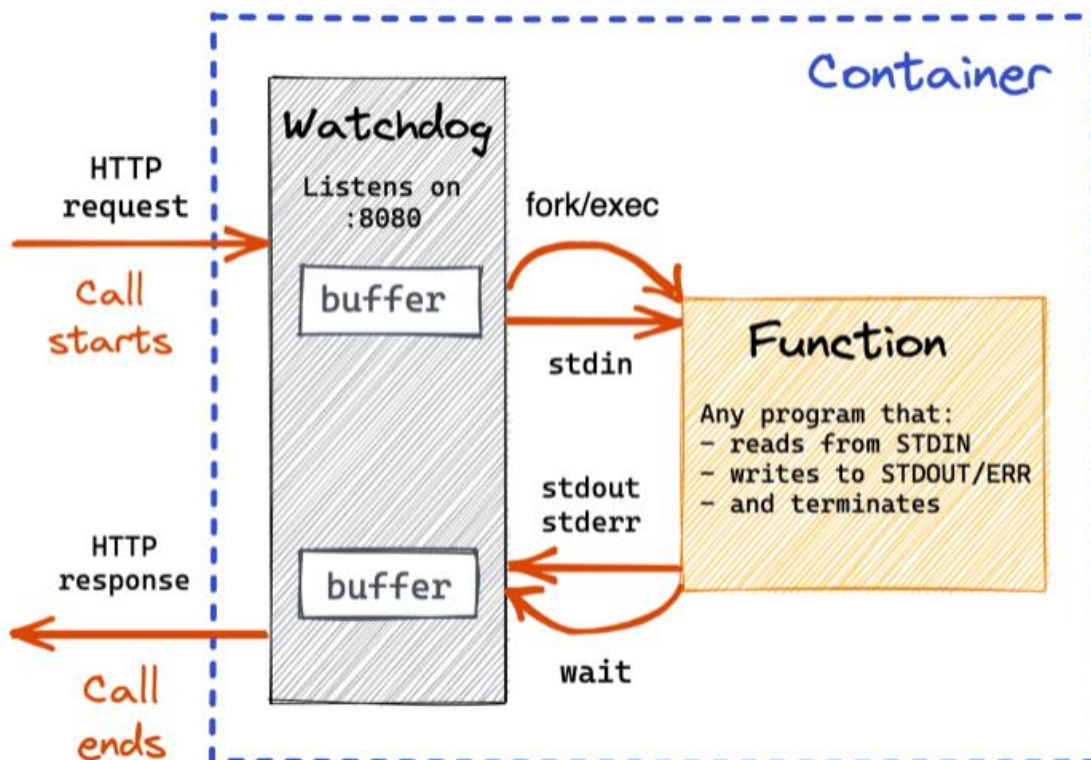 Container
Watchdog
Listens on
:8080
HTTP
request
Call
starts
buffer
fork/exec
stdin
Function
Any program that:
- reads from STDIN
- writes to STDOUT/ERR
- and terminates
stdout
stderr
buffer
wait
HTTP
response
Call
ends